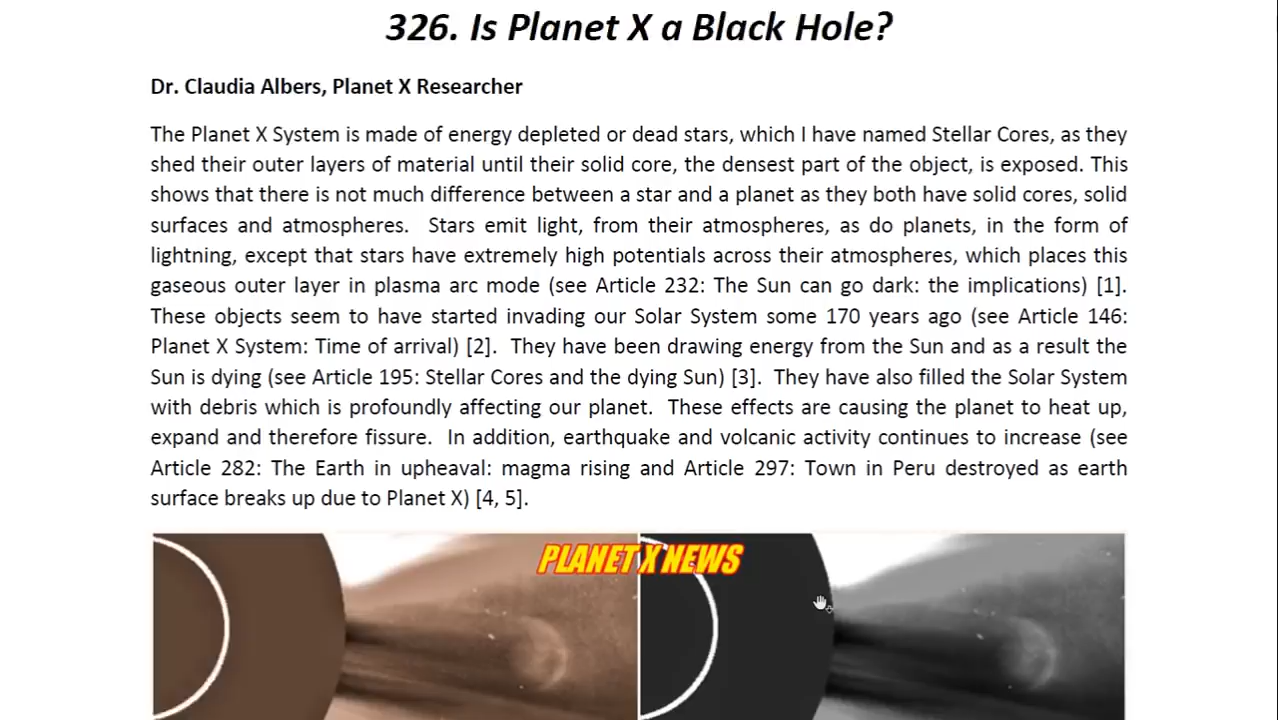 326. Is Planet X a Black Hole?
Dr. Claudia Albers, Planet X Researcher
The Planet X System is made of energy depleted or dead stars, which I have named Stellar Cores, as they
shed their outer layers of material until their solid core, the densest part of the object, is exposed. This
shows that there is not much difference between a star and a planet as they both have solid cores, solid
surfaces and atmospheres. Stars emit light, from their atmospheres, as do planets, in the form of
lightning, except that stars have extremely high potentials across their atmospheres, which places this
gaseous outer layer in plasma arc mode (see Article 232: The Sun can go dark: the implications) [1].
These objects seem to have started invading our Solar System some 170 years ago (see Article 146:
Planet X System: Time of arrival) [2]. They have been drawing energy from the Sun and as a result the
Sun is dying (see Article 195: Stellar Cores and the dying Sun) [3]. They have also filled the Solar System
with debris which is profoundly affecting our planet. These effects are causing the planet to heat up,
expand and therefore fissure. In addition, earthquake and volcanic activity continues to increase (see
Article 282: The Earth in upheaval: magma rising and Article 297: Town in Peru destroyed as earth
surface breaks up due to Planet X) [4, 5].
PLANET X NEWS